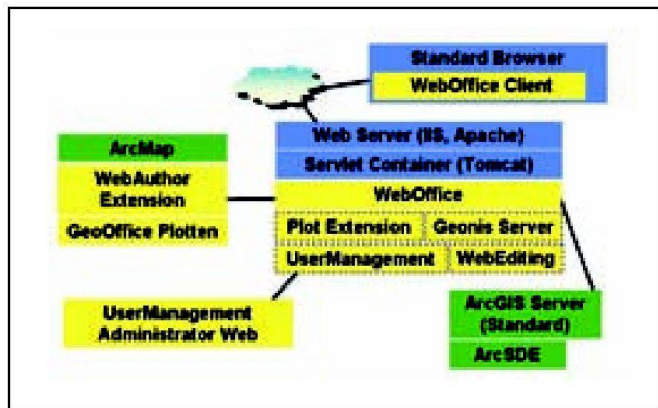 Standard Browser
WebOffice Client
Web Server (IIS, Apache)
Servlet Container (Tomcat)
WebOffice
Plot Extension
Geonis Server
UserManagement
WebEditing
ArcMap
WebAuthor
Extension
GeoOffice Plotten
UserManagement
Administrator Web
ArcGIS Server
(Standard)
ArcSDE